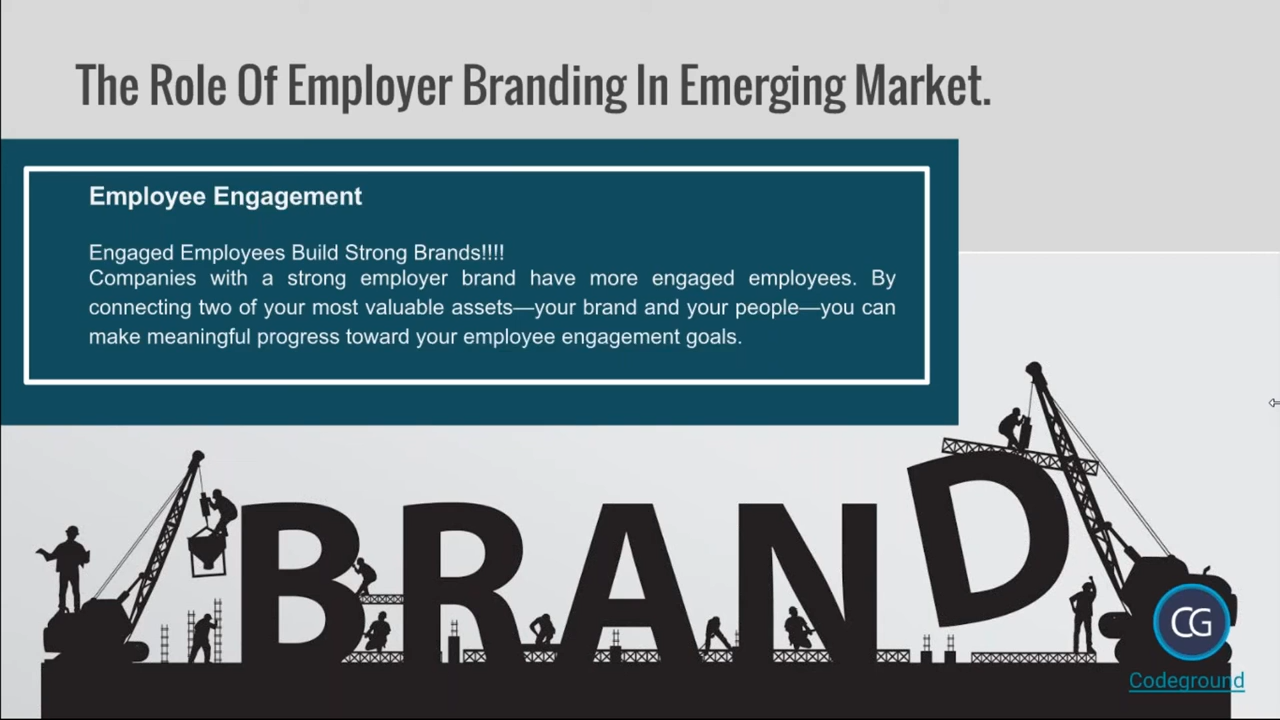 The Role Of Employer Branding In Emerging Market.
Employee Engagement
Engaged Employees Build Strong Brands!!!!
Companies with a strong employer brand have more engaged employees. By
connecting two of your most valuable assets—your brand and your people—you can
make meaningful progress toward your employee engagement goals.
BRAND
CG
Codeground